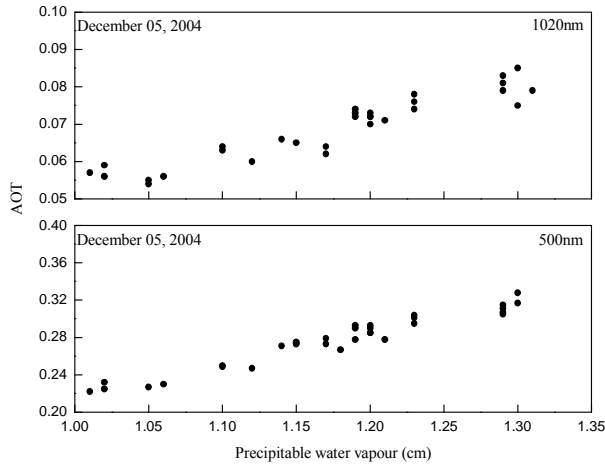 0.10
December 05, 2004 1020nm
0.09
0.08
0.07
0.06
0.05
AOT
0.40
December 05, 2004 500nm
0.36
0.32
0.28
0.24
0.20
1.00 1.05 1.10 1.15 1.20 1.25 1.30 1.35
Precipitable water vapour (cm)